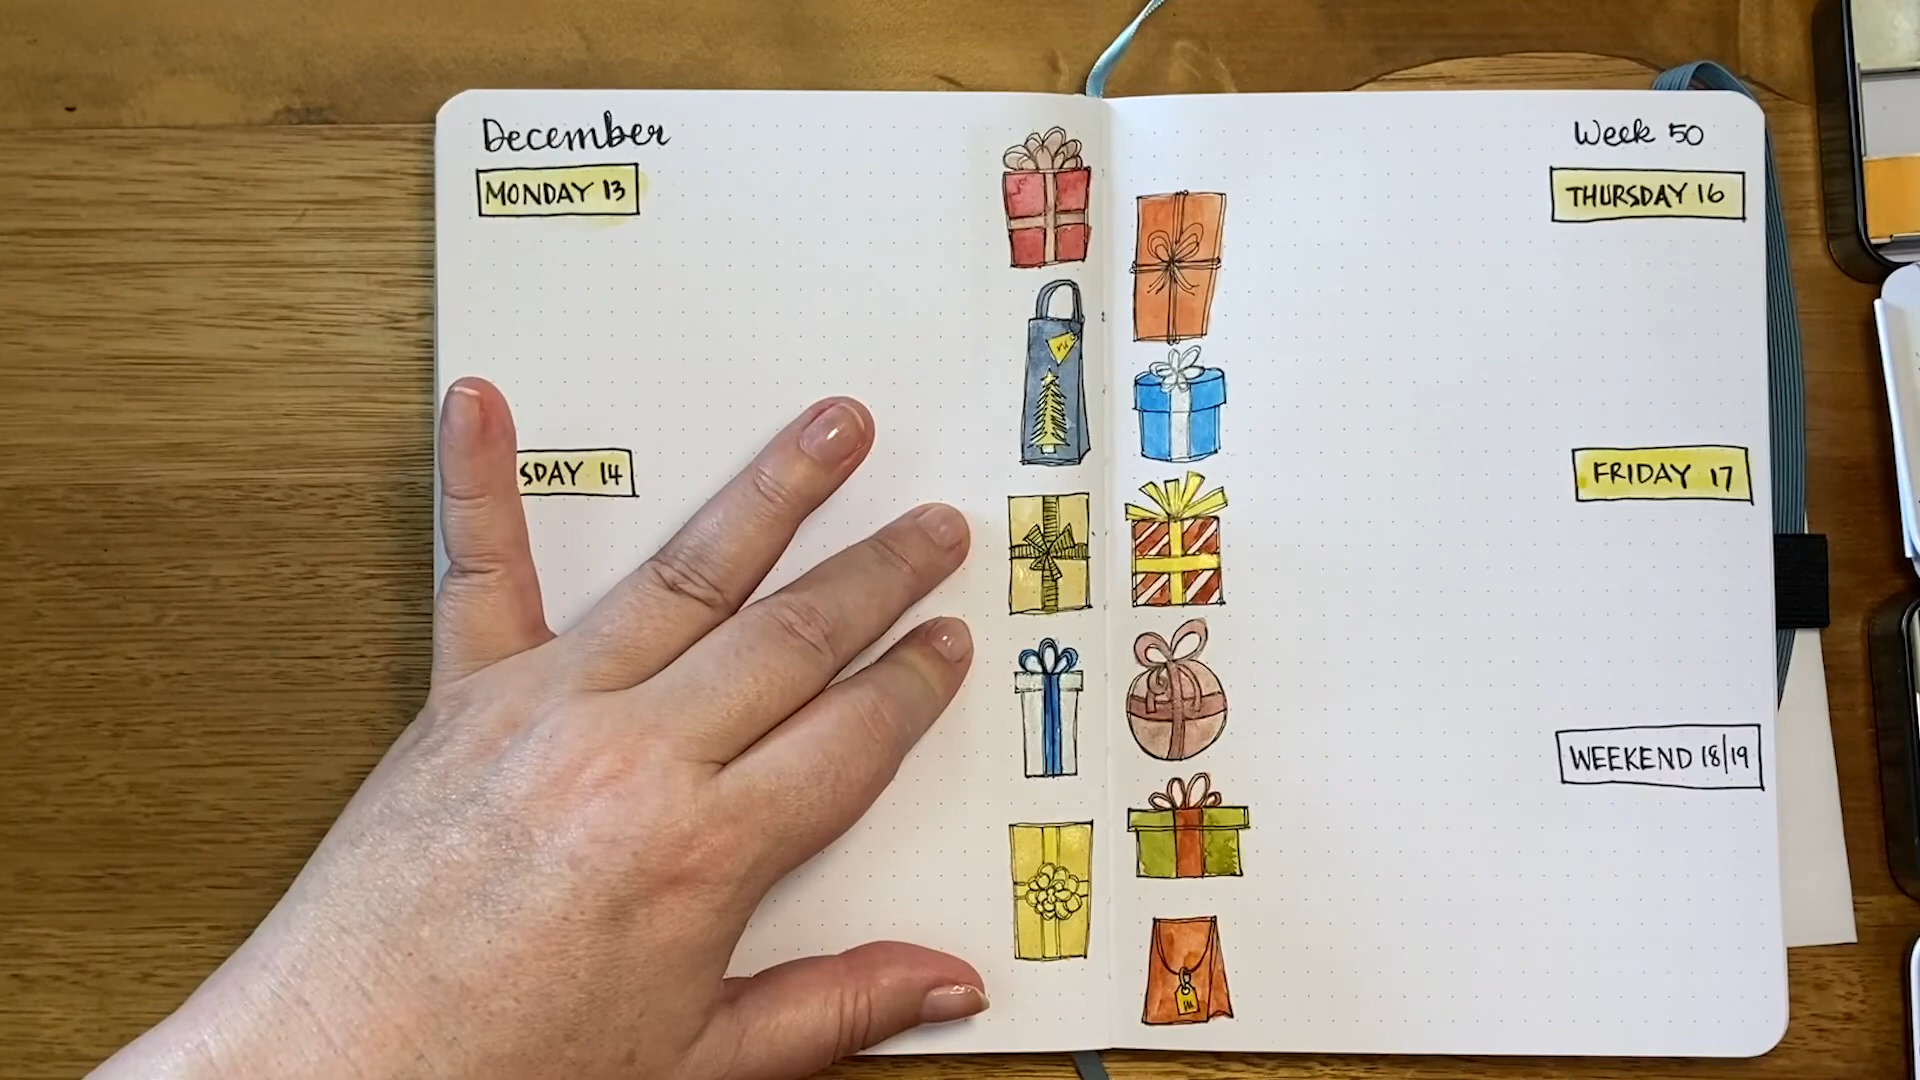 December
MONDAY 13
SDAY 14
Week 50
THURSDAY 16
FRIDAY 17
WEEKEND 18/19